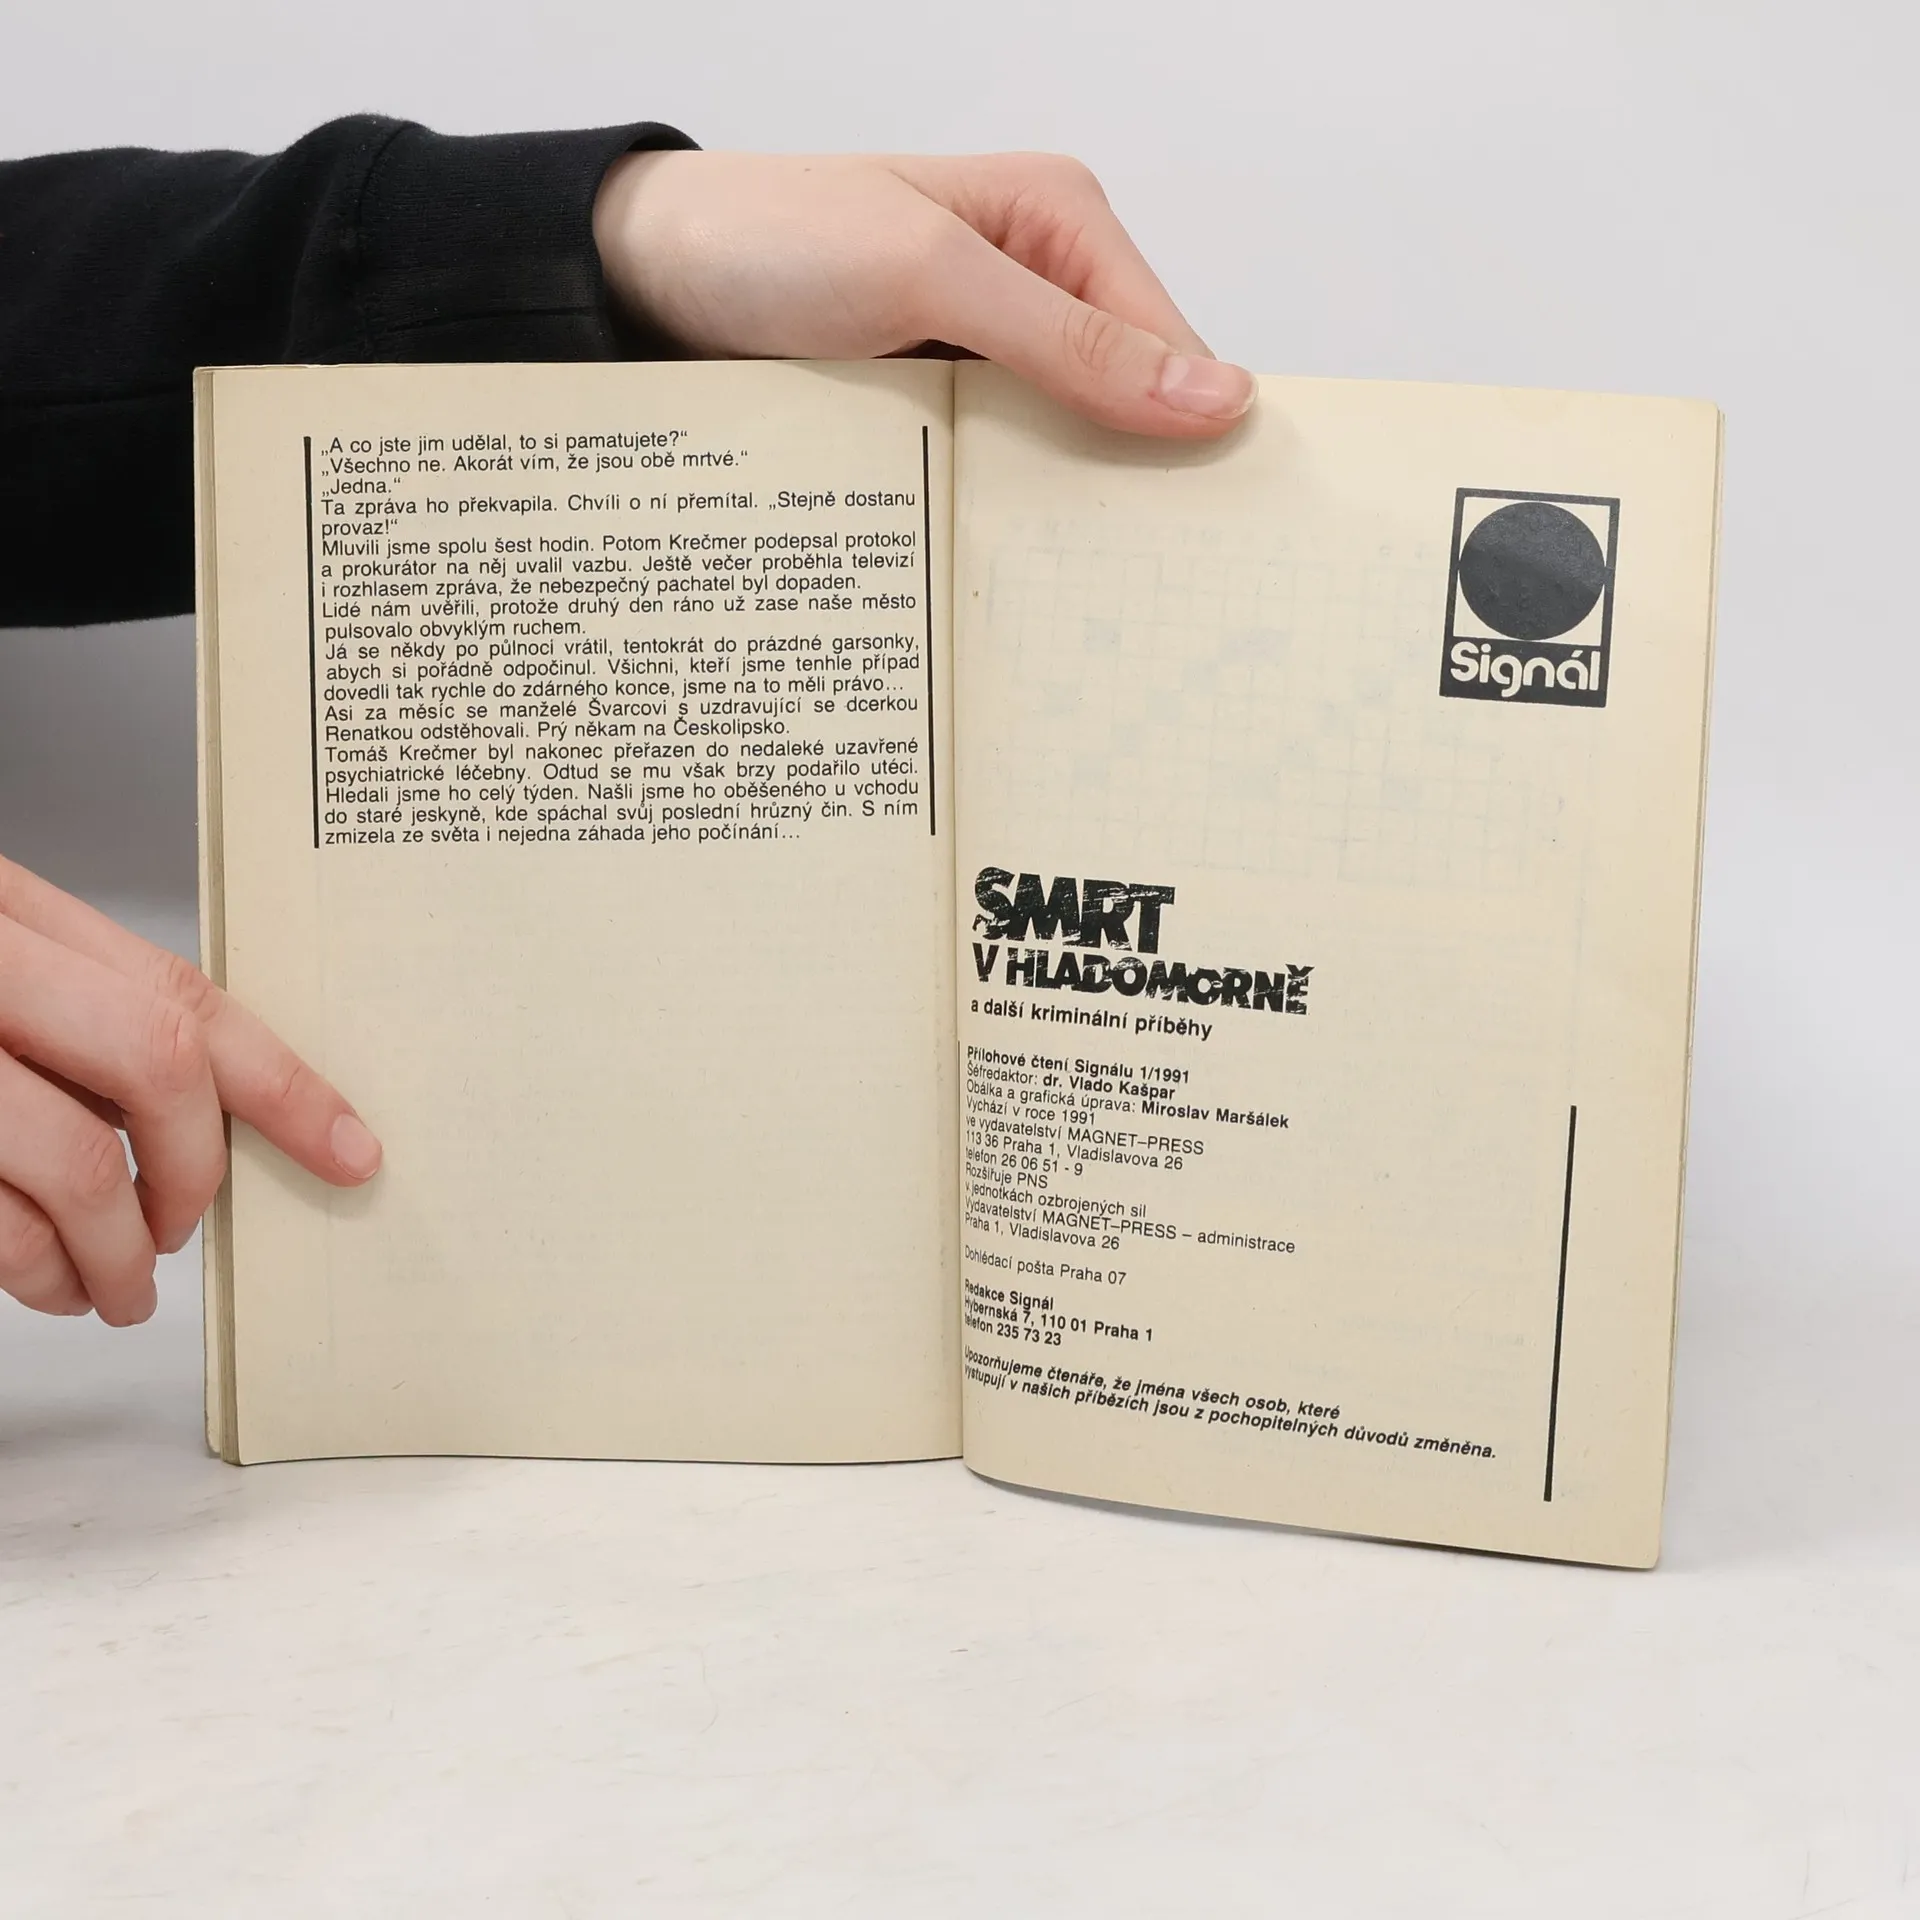 „A co jste jim udělal, to si pamatujete?“
„Všechno ne. Akorát vím, že jsou obě mrtvé.“
„Jedna.“
Ta zpráva ho překvapila. Chvíli o ní přemítal. „Stejně dostanu
provaz!“
Mluvili jsme spolu šest hodin. Potom Krečmer podepsal protokol
a prokurátor na něj uvalil vazbu. Ještě večer proběhla televizí
i rozhlasem zpráva, že nebezpečný pachatel byl dopaden.
Lidé nám uvěřili, protože druhý den ráno už zase naše město
pulsovalo obvyklým ruchem.
Já se někdy po půlnoci vrátil, tentokrát do prázdné garsonky,
abych si pořádně odpočinul. Všichni, kteří jsme tenhle případ
dovedli tak rychle do zdárného konce, jsme na to měli právo…
Asi za měsíc se manželé Švarcovi s uzdravující se dcerkou
Renatkou odstěhovali. Prý někam na Českolipsko.
Tomáš Krečmer byl nakonec přeřazen do nedaleké uzavřené
psychiatrické léčebny. Odtud se mu však brzy podařilo utéci.
Hledali jsme ho celý týden. Našli jsme ho oběšeného u vchodu
do staré jeskyně, kde spáchal svůj poslední hrůzný čin. S ním
zmizela ze světa i nejedna záhada jeho počínání…
Signál
SMRT
V HLADOMORNĚ
a další kriminální příběhy
Přílohové čtení Signálu 1/1991
Šéfredaktor: dr. Vlado Kašpar
Obálka a grafická úprava: Miroslav Maršálek
Vychází v roce 1991
ve vydavatelství MAGNET–PRESS
113 36 Praha 1, Vladislavova 26
telefon 26 06 51 - 9
Rozšiřuje PNS
v jednotkách ozbrojených sil
Vydavatelství MAGNET–PRESS – administrace
Praha 1, Vladislavova 26
Dohlédací pošta Praha 07
Redakce Signál
Hybernská 7, 110 01 Praha 1
telefon 235 73 23
Upozorňujeme čtenáře, že jména všech osob, které
vystupují v našich příbězích jsou z pochopitelných důvodů změněna.